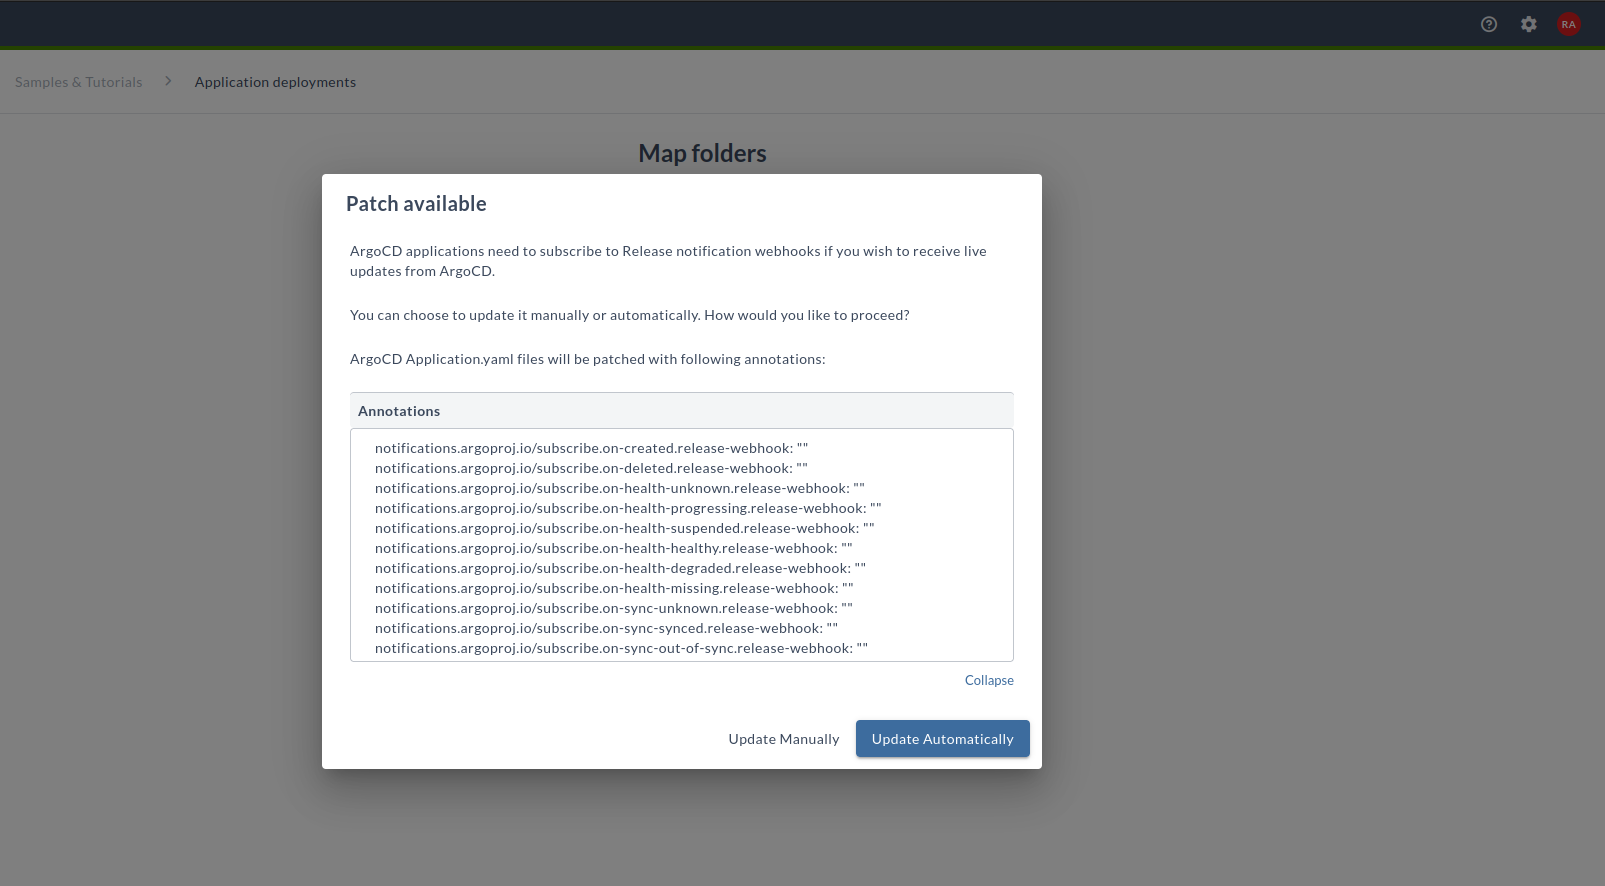 RA
Samples & Tutorials > Application deployments
Map folders
Patch available
ArgoCD applications need to subscribe to Release notification webhooks if you wish to receive live
updates from ArgoCD.
You can choose to update it manually or automatically. How would you like to proceed?
ArgoCD Application.yaml files will be patched with following annotations:
Annotations
notifications.argoproj.io/subscribe.on-created.release-webhook: ""
notifications.argoproj.io/subscribe.on-deleted.release-webhook: ""
notifications.argoproj.io/subscribe.on-health-unknown.release-webhook: ""
notifications.argoproj.io/subscribe.on-health-progressing.release-webhook: ""
notifications.argoproj.io/subscribe.on-health-suspended.release-webhook: ""
notifications.argoproj.io/subscribe.on-health-healthy.release-webhook: ""
notifications.argoproj.io/subscribe.on-health-degraded.release-webhook: ""
notifications.argoproj.io/subscribe.on-health-missing.release-webhook: ""
notifications.argoproj.io/subscribe.on-sync-unknown.release-webhook: ""
notifications.argoproj.io/subscribe.on-sync-synced.release-webhook: ""
notifications.argoproj.io/subscribe.on-sync-out-of-sync.release-webhook: ""
Collapse
Update Manually Update Automatically